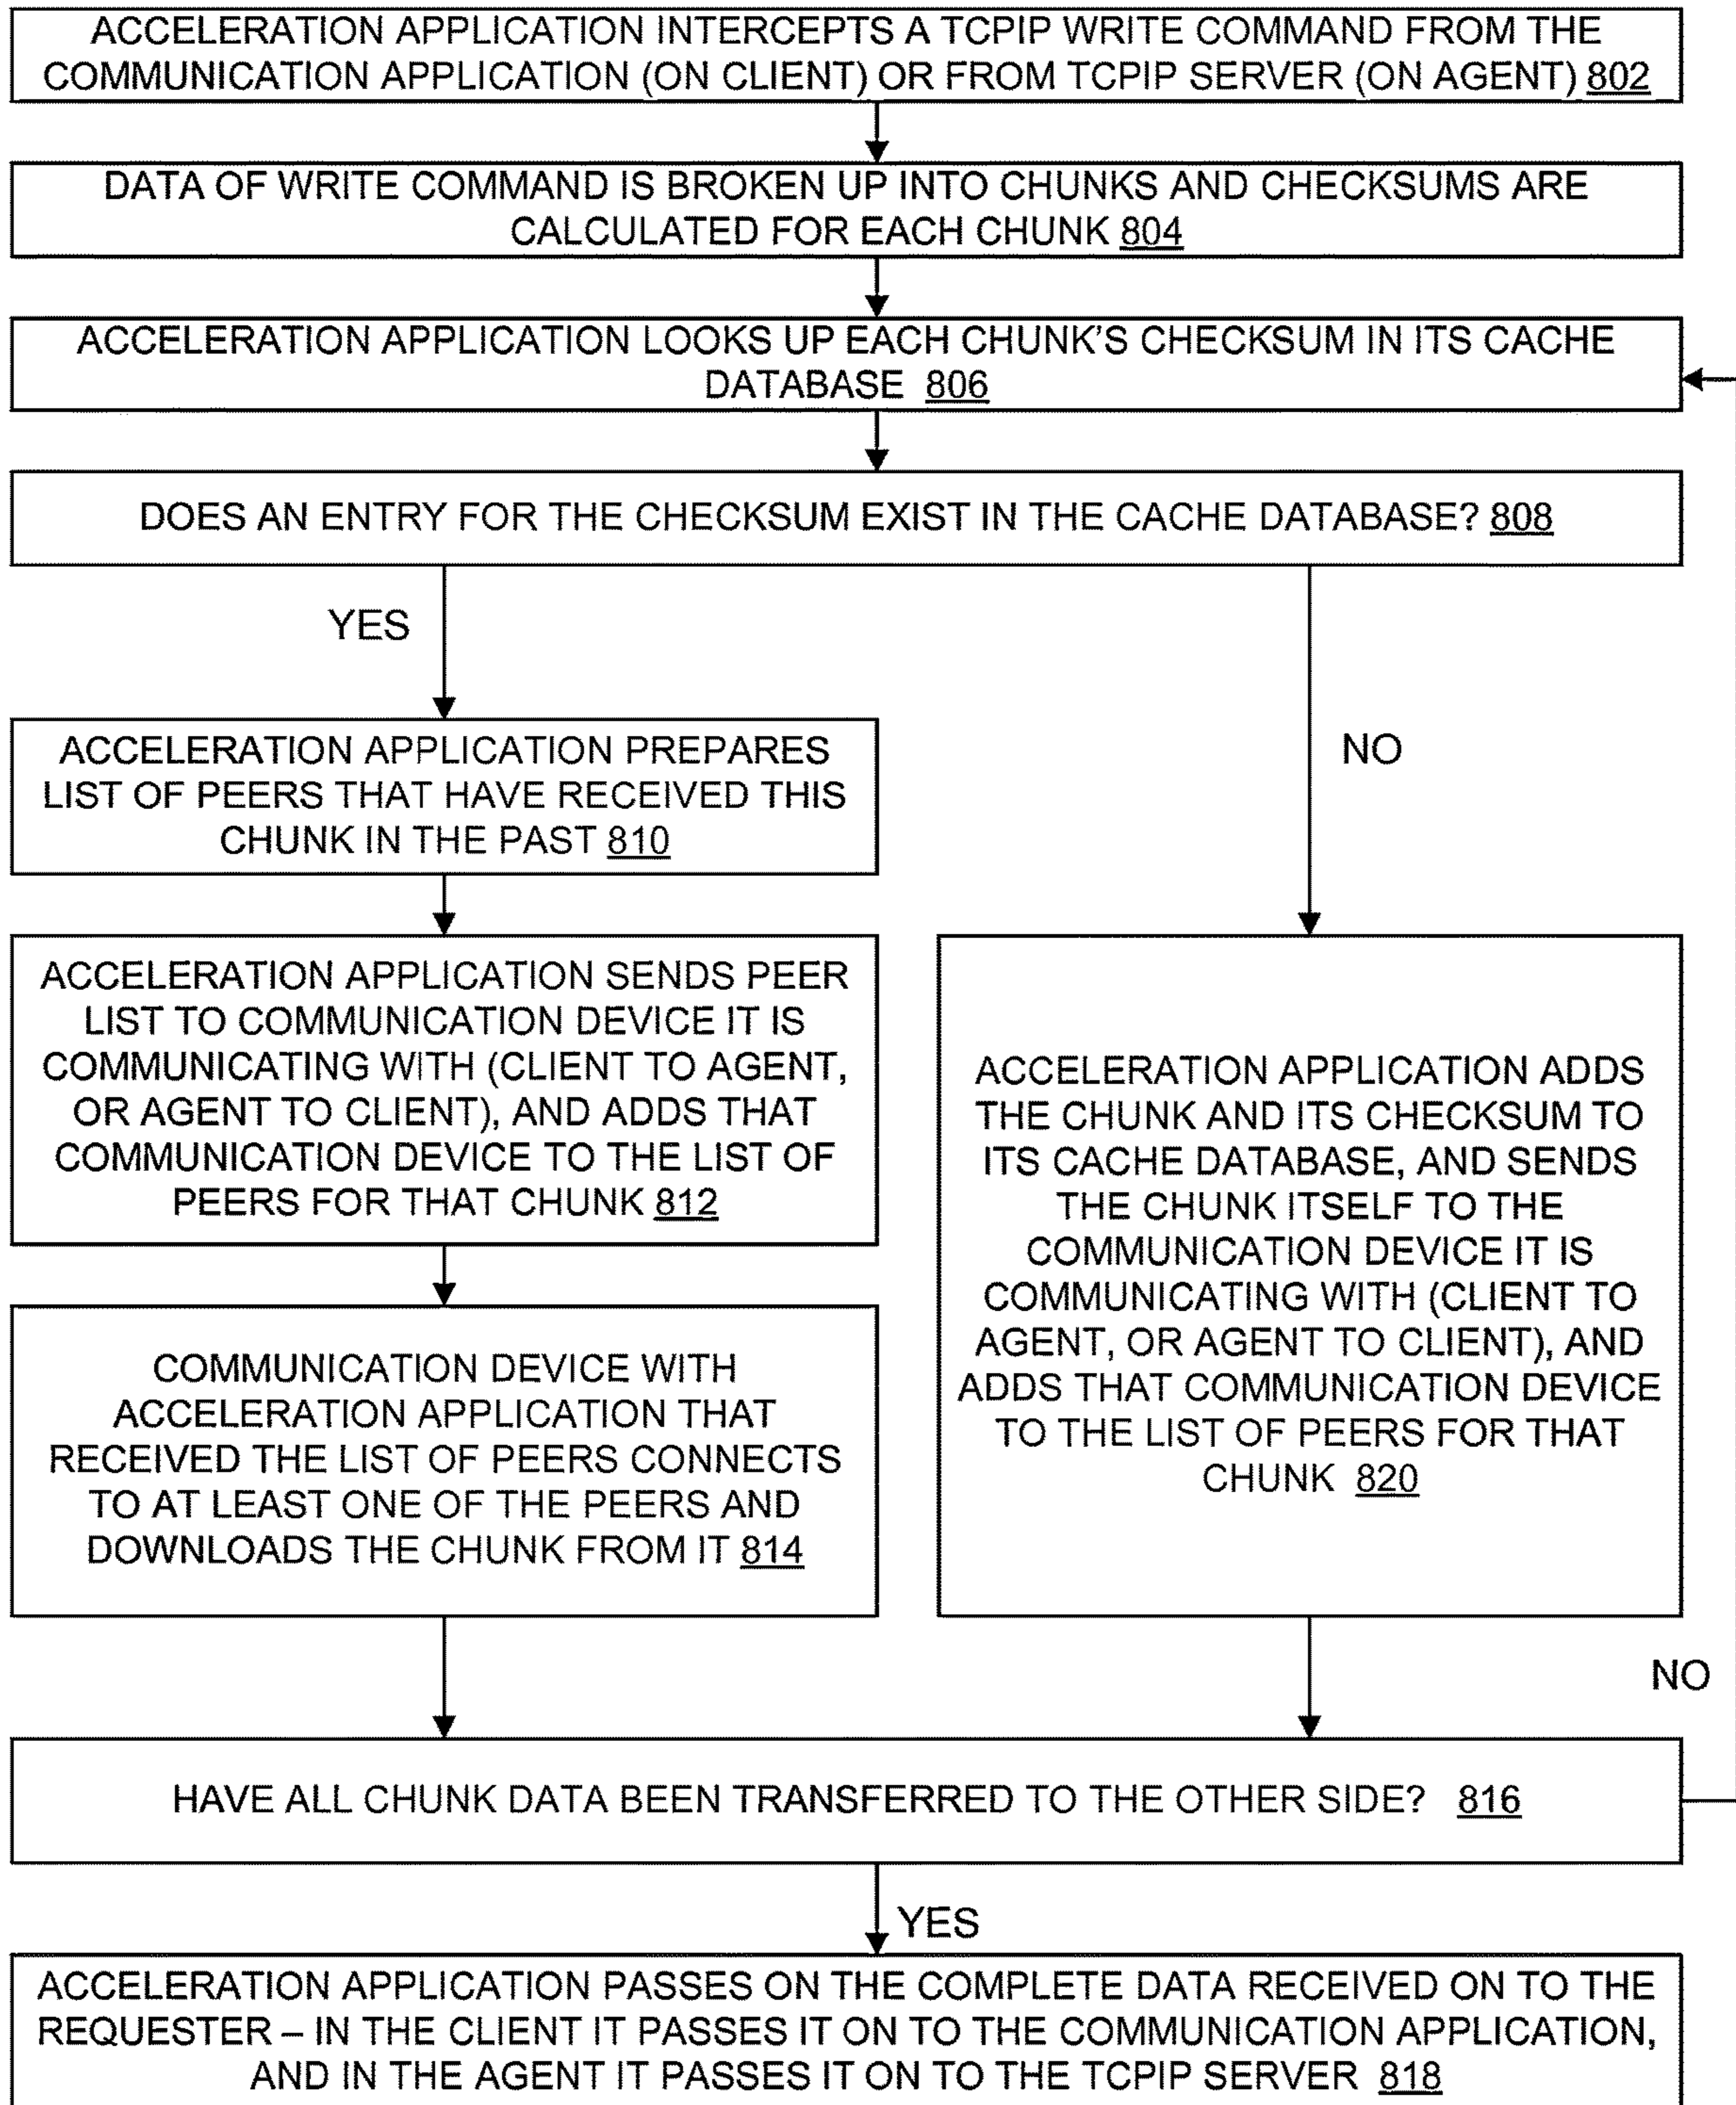 ACCELERATION APPLICATION INTERCEPTS A TCPIP WRITE COMMAND FROM THE
COMMUNICATION APPLICATION (ON CLIENT) OR FROM TCPIP SERVER (ON AGENT) 802
DATA OF WRITE COMMAND IS BROKEN UP INTO CHUNKS AND CHECKSUMS ARE
CALCULATED FOR EACH CHUNK 804
ACCELERATION APPLICATION LOOKS UP EACH CHUNK'S CHECKSUM IN ITS CACHE
DATABASE 806
DOES AN ENTRY FOR THE CHECKSUM EXIST IN THE CACHE DATABASE? 808
YES
NO
ACCELERATION APPLICATION PREPARES
LIST OF PEERS THAT HAVE RECEIVED THIS
CHUNK IN THE PAST 810
ACCELERATION APPLICATION SENDS PEER
LIST TO COMMUNICATION DEVICE IT IS
COMMUNICATING WITH (CLIENT TO AGENT,
OR AGENT TO CLIENT), AND ADDS THAT
COMMUNICATION DEVICE TO THE LIST OF
PEERS FOR THAT CHUNK 812
COMMUNICATION DEVICE WITH
ACCELERATION APPLICATION THAT
RECEIVED THE LIST OF PEERS CONNECTS
TO AT LEAST ONE OF THE PEERS AND
DOWNLOADS THE CHUNK FROM IT 814
ACCELERATION APPLICATION ADDS
THE CHUNK AND ITS CHECKSUM TO
ITS CACHE DATABASE, AND SENDS
THE CHUNK ITSELF TO THE
COMMUNICATION DEVICE IT IS
COMMUNICATING WITH (CLIENT TO
AGENT, OR AGENT TO CLIENT), AND
ADDS THAT COMMUNICATION DEVICE
TO THE LIST OF PEERS FOR THAT
CHUNK 820
NO
HAVE ALL CHUNK DATA BEEN TRANSFERRED TO THE OTHER SIDE? 816
YES
ACCELERATION APPLICATION PASSES ON THE COMPLETE DATA RECEIVED ON TO THE
REQUESTER – IN THE CLIENT IT PASSES IT ON TO THE COMMUNICATION APPLICATION,
AND IN THE AGENT IT PASSES IT ON TO THE TCPIP SERVER 818